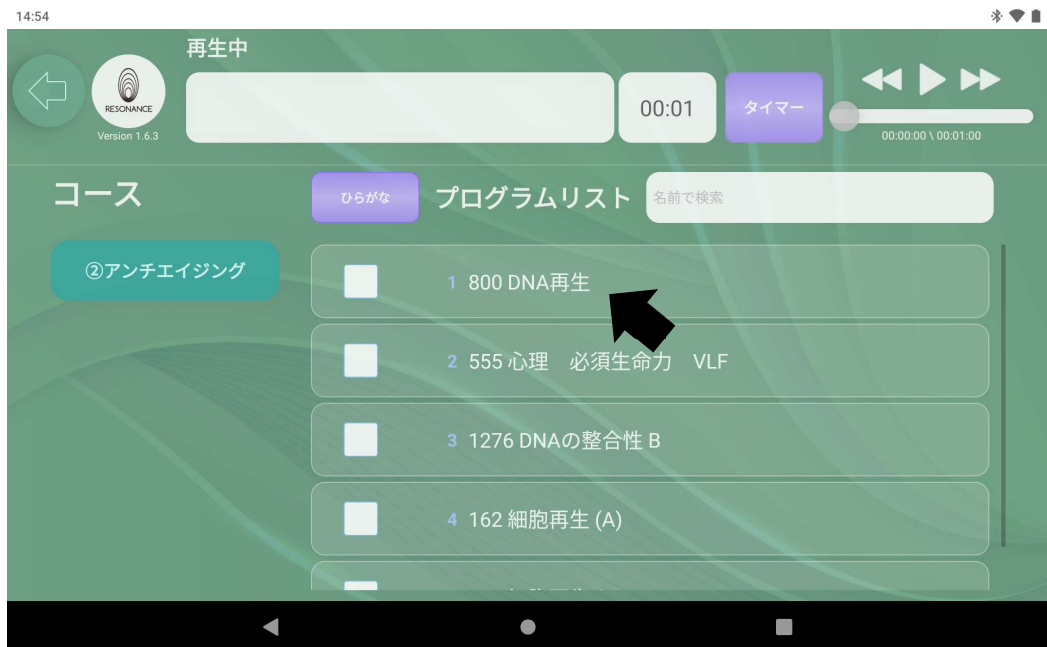 14:54
再生中
RESONANCE
Version 1.6.3
00:01
タイマー
00:00:00 \ 00:01:00
コース
ひらがな
プログラムリスト
名前で検索
②アンチエイジング
1 800 DNA再生
2 555 心理　必須生命力　VLF
3 1276 DNAの整合性 B
4 162 細胞再生 (A)